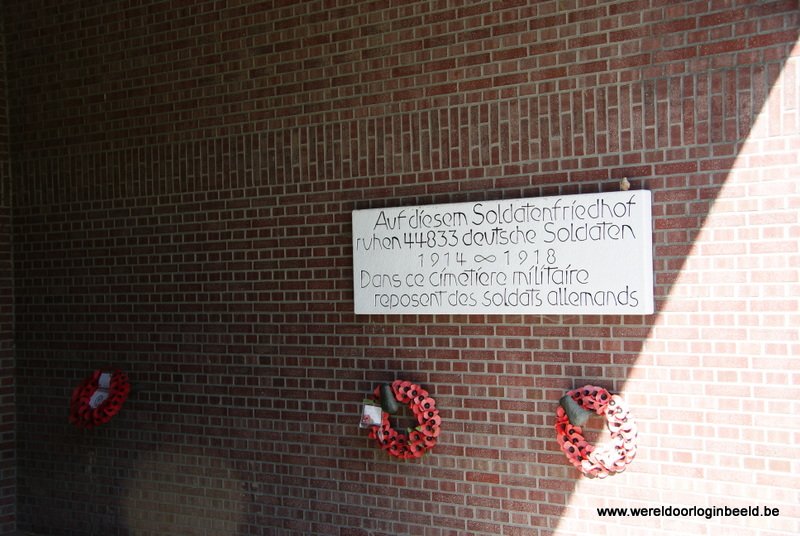 Auf diesem Soldatenfriedhof
ruhen 44833 deutsche Soldaten
1914 ∞ 1918
Dans ce cimetiere militaire
reposent des soldats allemands
www.wereldoorloginbeeld.be